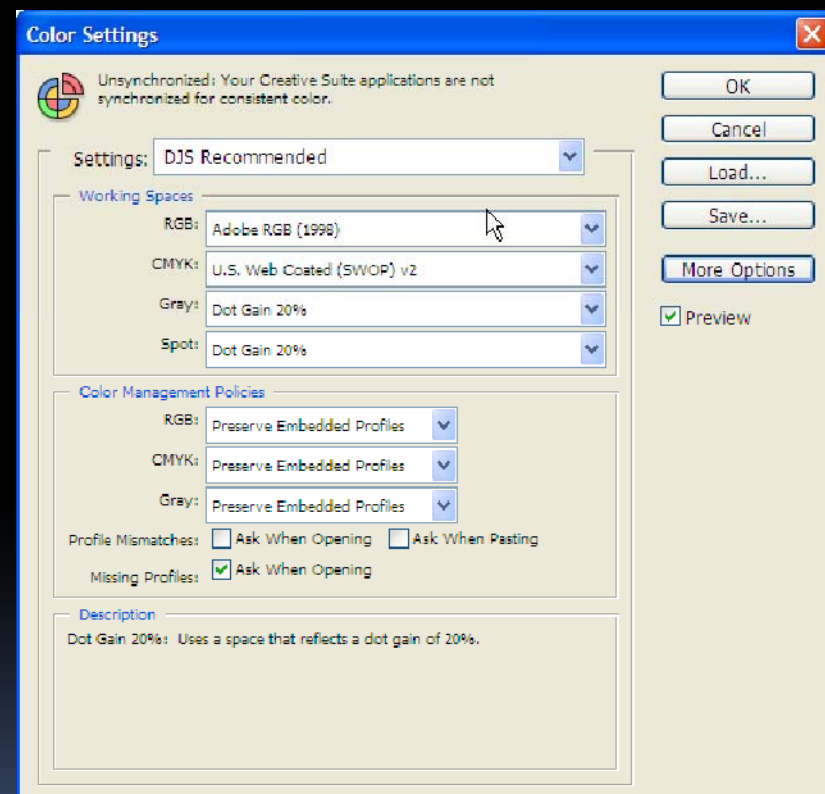 Color Settings
Unsynchronized: Your Creative Suite applications are not
synchronized for consistent color.
OK
Cancel
Load...
Save...
More Options
Preview
Settings: DJS Recommended
Working Spaces
RGB: Adobe RGB (1998)
CMYK: U.S. Web Coated (SWOP) v2
Gray: Dot Gain 20%
Spot: Dot Gain 20%
Color Management Policies
RGB: Preserve Embedded Profiles
CMYK: Preserve Embedded Profiles
Gray: Preserve Embedded Profiles
Profile Mismatches: Ask When Opening Ask When Pasting
Missing Profiles: Ask When Opening
Description
Dot Gain 20%: Uses a space that reflects a dot gain of 20%.